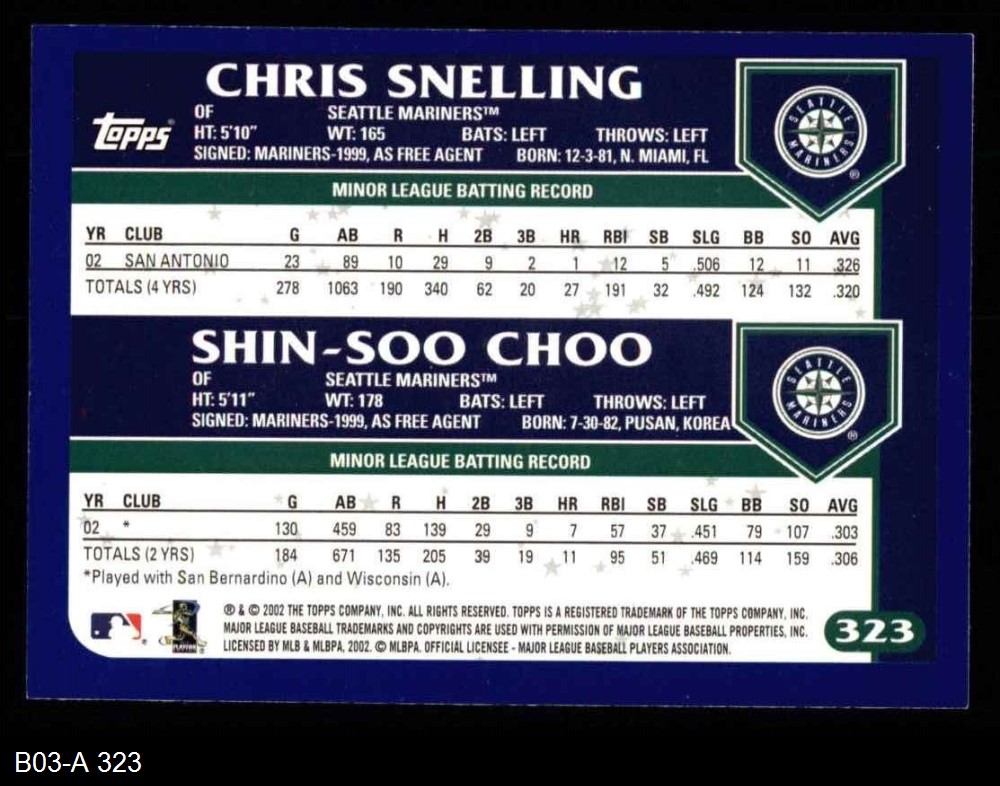 CHRIS SNELLING
topps
OF SEATTLE MARINERS™
HT: 5'10" WT: 165 BATS: LEFT THROWS: LEFT
SIGNED: MARINERS-1999, AS FREE AGENT BORN: 12-3-81, N. MIAMI, FL
SEATTLE MARINERS ®
MINOR LEAGUE BATTING RECORD
YR CLUB G AB R H 2B 3B HR RBI SB SLG BB SO AVG
02 SAN ANTONIO 23 89 10 29 9 2 1 12 5 .506 12 11 .326
TOTALS (4 YRS) 278 1063 190 340 62 20 27 191 32 .492 124 132 .320
SHIN-SOO CHOO
OF SEATTLE MARINERS™
HT: 5'11" WT: 178 BATS: LEFT THROWS: LEFT
SIGNED: MARINERS-1999, AS FREE AGENT BORN: 7-30-82, PUSAN, KOREA
SEATTLE MARINERS ®
MINOR LEAGUE BATTING RECORD
YR CLUB G AB R H 2B 3B HR RBI SB SLG BB SO AVG
02 * 130 459 83 139 29 9 7 57 37 .451 79 107 .303
TOTALS (2 YRS) 184 671 135 205 39 19 11 95 51 .469 114 159 .306
*Played with San Bernardino (A) and Wisconsin (A).
® & © 2002 THE TOPPS COMPANY, INC. ALL RIGHTS RESERVED. TOPPS IS A REGISTERED TRADEMARK OF THE TOPPS COMPANY, INC.
MAJOR LEAGUE BASEBALL TRADEMARKS AND COPYRIGHTS ARE USED WITH PERMISSION OF MAJOR LEAGUE BASEBALL PROPERTIES, INC.
LICENSED BY MLB & MLBPA, 2002. © MLBPA. OFFICIAL LICENSEE - MAJOR LEAGUE BASEBALL PLAYERS ASSOCIATION.
323
B03-A 323